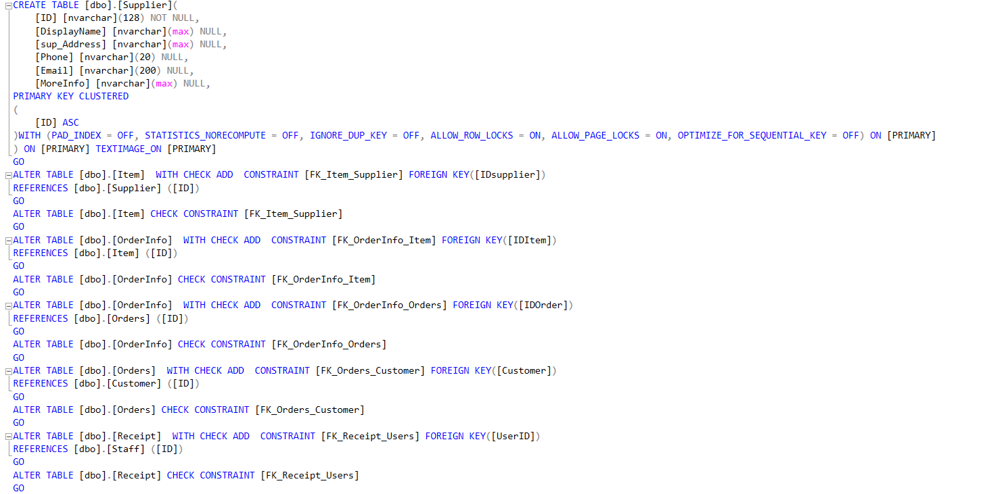 CREATE TABLE [dbo].[Supplier](
    [ID] [nvarchar](128) NOT NULL,
    [DisplayName] [nvarchar](max) NULL,
    [sup_Address] [nvarchar](max) NULL,
    [Phone] [nvarchar](20) NULL,
    [Email] [nvarchar](200) NULL,
    [MoreInfo] [nvarchar](max) NULL,
PRIMARY KEY CLUSTERED
(
    [ID] ASC
)WITH (PAD_INDEX = OFF, STATISTICS_NORECOMPUTE = OFF, IGNORE_DUP_KEY = OFF, ALLOW_ROW_LOCKS = ON, ALLOW_PAGE_LOCKS = ON, OPTIMIZE_FOR_SEQUENTIAL_KEY = OFF) ON [PRIMARY]
) ON [PRIMARY] TEXTIMAGE_ON [PRIMARY]
GO
ALTER TABLE [dbo].[Item]  WITH CHECK ADD  CONSTRAINT [FK_Item_Supplier] FOREIGN KEY([IDsupplier])
REFERENCES [dbo].[Supplier] ([ID])
GO
ALTER TABLE [dbo].[Item] CHECK CONSTRAINT [FK_Item_Supplier]
GO
ALTER TABLE [dbo].[OrderInfo]  WITH CHECK ADD  CONSTRAINT [FK_OrderInfo_Item] FOREIGN KEY([IDItem])
REFERENCES [dbo].[Item] ([ID])
GO
ALTER TABLE [dbo].[OrderInfo] CHECK CONSTRAINT [FK_OrderInfo_Item]
GO
ALTER TABLE [dbo].[OrderInfo]  WITH CHECK ADD  CONSTRAINT [FK_OrderInfo_Orders] FOREIGN KEY([IDOrder])
REFERENCES [dbo].[Orders] ([ID])
GO
ALTER TABLE [dbo].[OrderInfo] CHECK CONSTRAINT [FK_OrderInfo_Orders]
GO
ALTER TABLE [dbo].[Orders]  WITH CHECK ADD  CONSTRAINT [FK_Orders_Customer] FOREIGN KEY([Customer])
REFERENCES [dbo].[Customer] ([ID])
GO
ALTER TABLE [dbo].[Orders] CHECK CONSTRAINT [FK_Orders_Customer]
GO
ALTER TABLE [dbo].[Receipt]  WITH CHECK ADD  CONSTRAINT [FK_Receipt_Users] FOREIGN KEY([UserID])
REFERENCES [dbo].[Staff] ([ID])
GO
ALTER TABLE [dbo].[Receipt] CHECK CONSTRAINT [FK_Receipt_Users]
GO